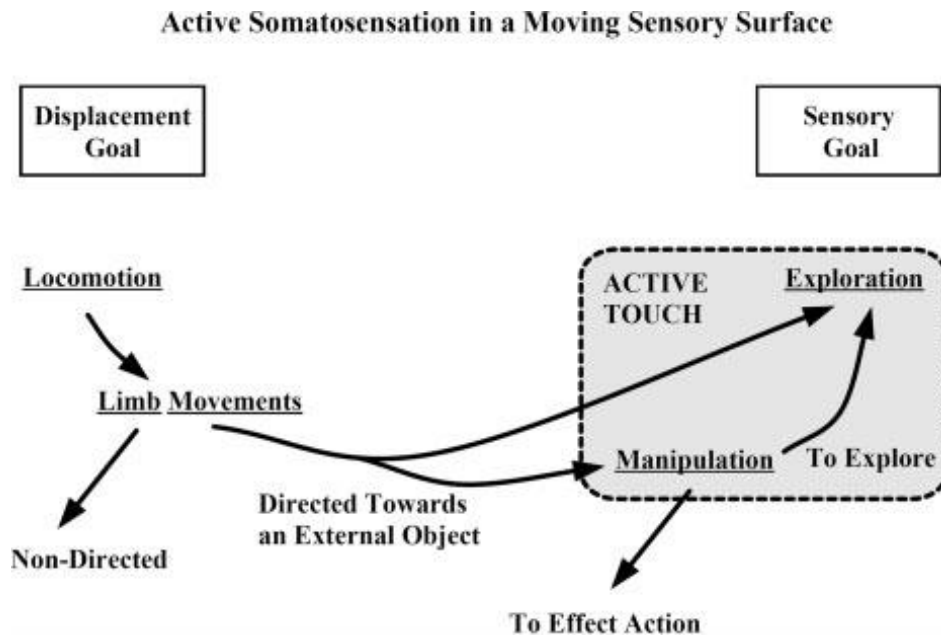 Active Somatosensation in a Moving Sensory Surface
Displacement
Goal
Sensory
Goal
Locomotion
ACTIVE
TOUCH
Exploration
Limb Movements
Manipulation
To Explore
Directed Towards
an External Object
Non-Directed
To Effect Action